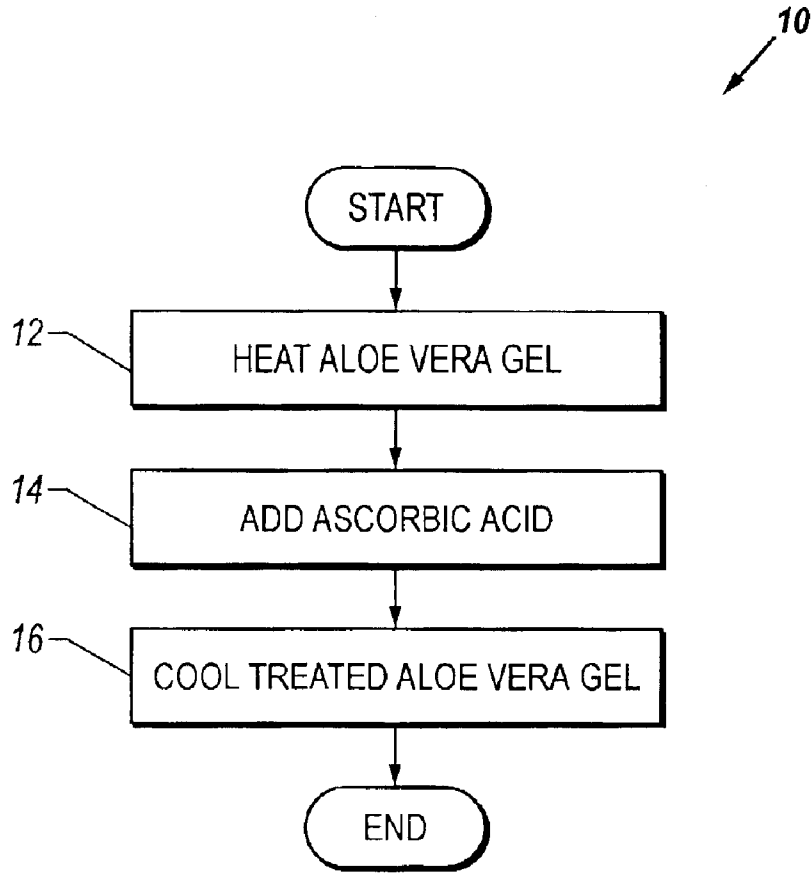 10
START
12
HEAT ALOE VERA GEL
14
ADD ASCORBIC ACID
16
COOL TREATED ALOE VERA GEL
END